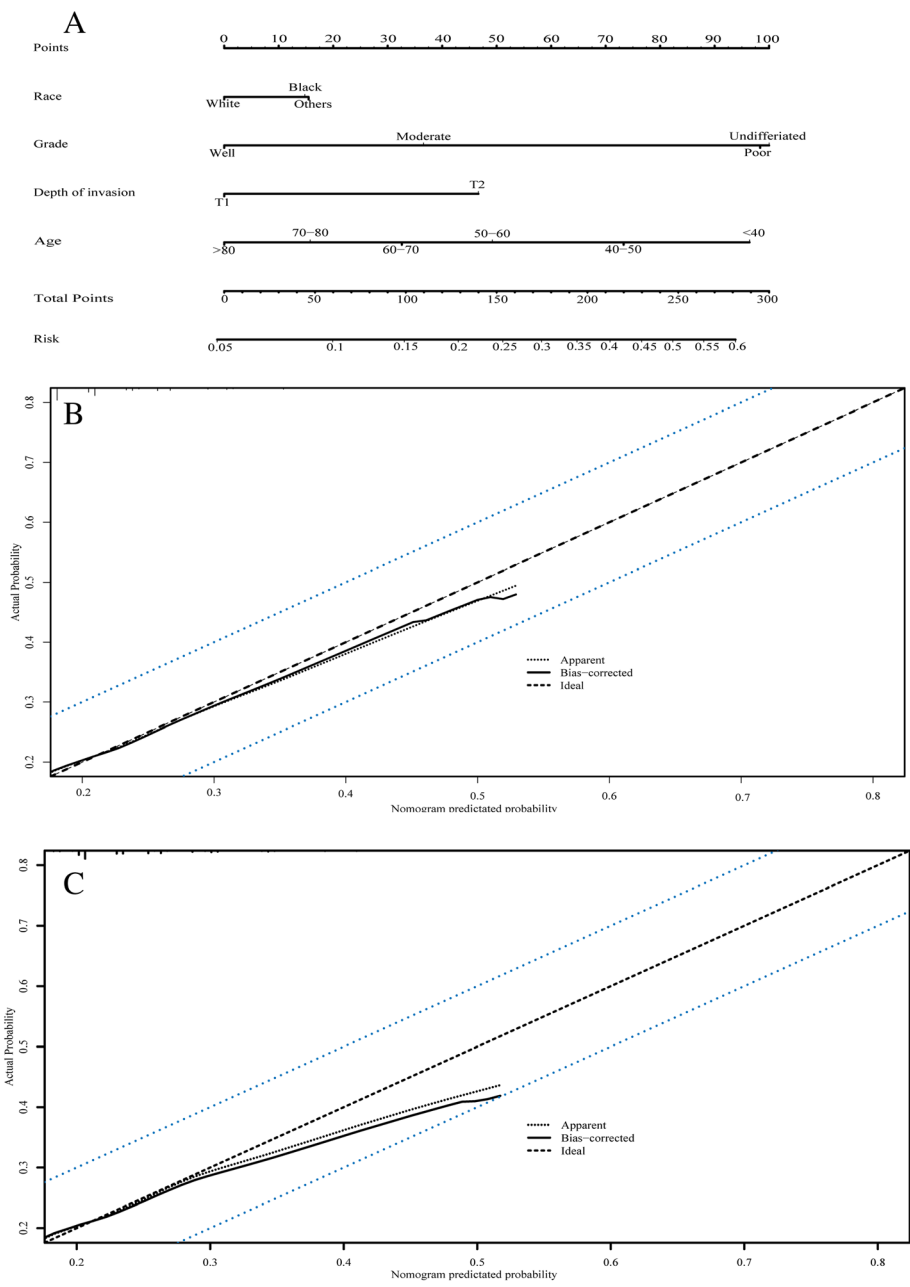 A
Points 0 10 20 30 40 50 60 70 80 90 100
Race
Black
White Others
Grade
Moderate Undifferiated
Well Poor
Depth of invasion
T2
T1
Age
70−80 50−60 <40
>80 60−70 40−50
Total Points
0 50 100 150 200 250 300
Risk
0.05 0.1 0.15 0.2 0.25 0.3 0.35 0.4 0.45 0.5 0.55 0.6
B
Actual Probability
0.8
0.7
0.6
0.5
0.4
0.3
0.2
Apparent
Bias−corrected
Ideal
0.2 0.3 0.4 0.5 0.6 0.7 0.8
Nomogram predictated probability
C
Actual Probability
0.8
0.7
0.6
0.5
0.4
0.3
0.2
Apparent
Bias−corrected
Ideal
0.2 0.3 0.4 0.5 0.6 0.7 0.8
Nomogram predictated probability